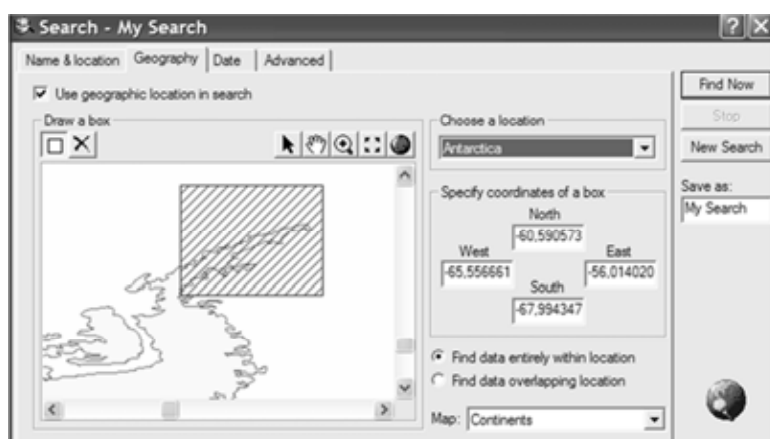 Search - My Search
Name & location
Geography
Date
Advanced
Use geographic location in search
Draw a box
Choose a location
Antarctica
Specify coordinates of a box
North
-60,590573
West
East
-65,556661
-56,014020
South
-67,994347
Find data entirely within location
Find data overlapping location
Map:
Continents
Find Now
Stop
New Search
Save as:
My Search